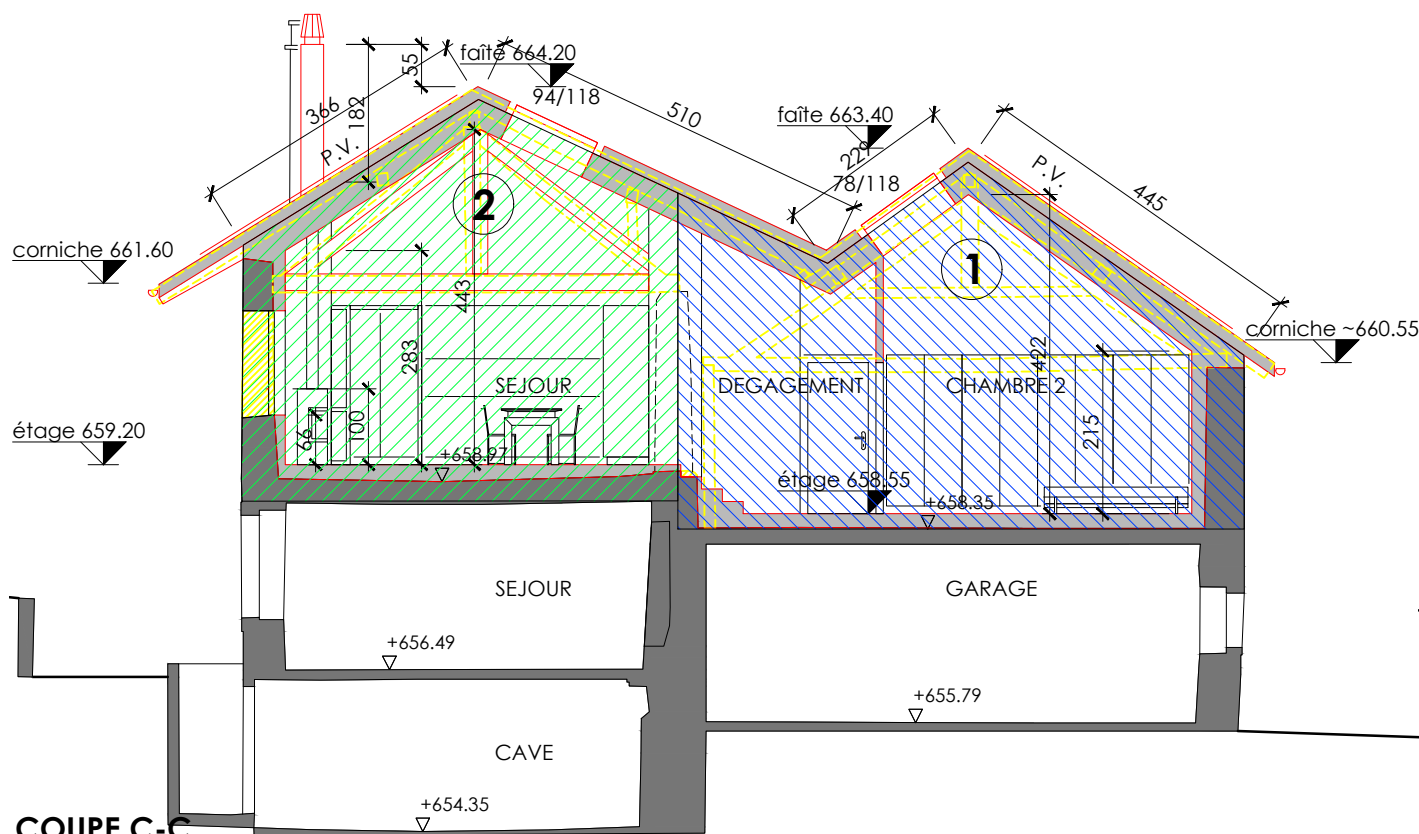 faîte 664.20
94/118
55
182
366
P.V.
510
faîte 663.40
229
78/118
P.V.
445
2
1
corniche 661.60
corniche ~660.55
443
283
422
SEJOUR
DEGAGEMENT
CHAMBRE 2
étage 659.20
66
100
215
+658.97
étage 658.55
+658.35
SEJOUR
GARAGE
+656.49
+655.79
CAVE
+654.35
COUPE C-C